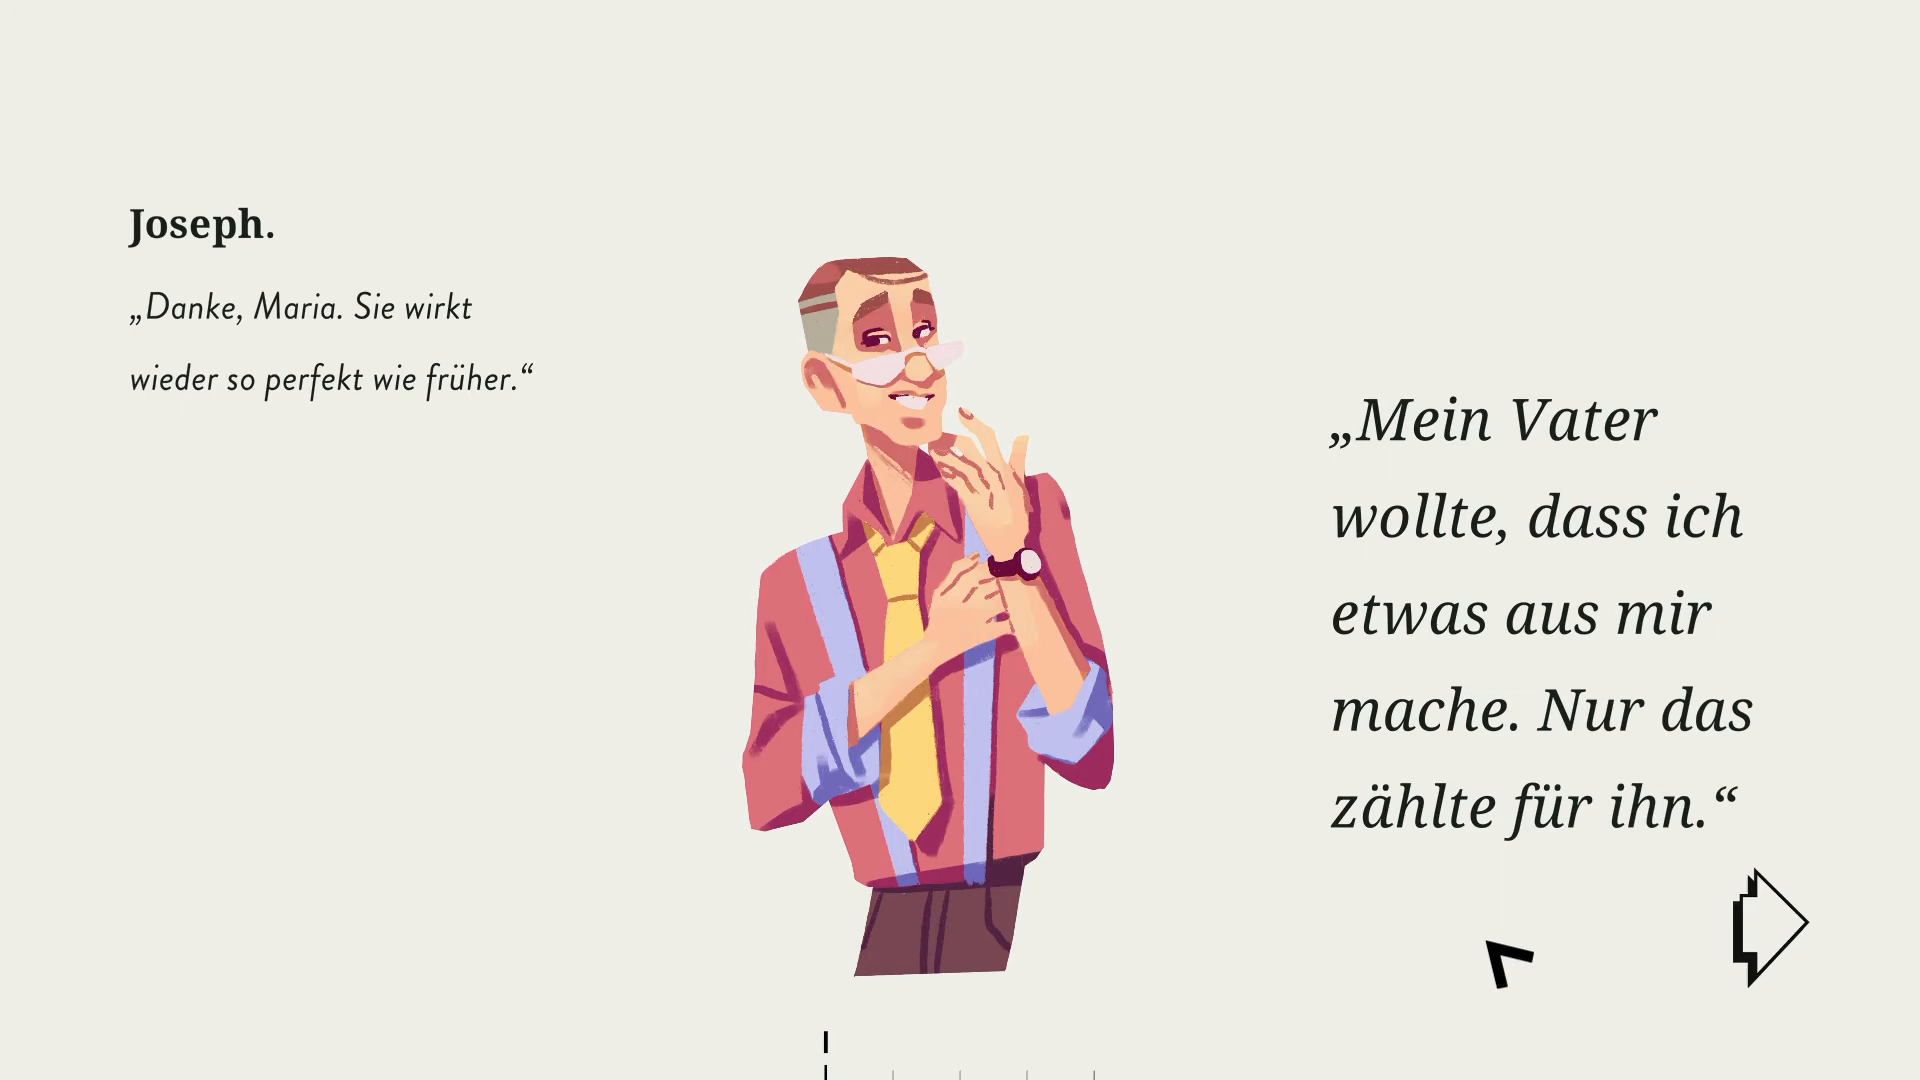 Joseph.
„Danke, Maria. Sie wirkt
wieder so perfekt wie früher.“
„Mein Vater
wollte, dass ich
etwas aus mir
mache. Nur das
zählte für ihn.“